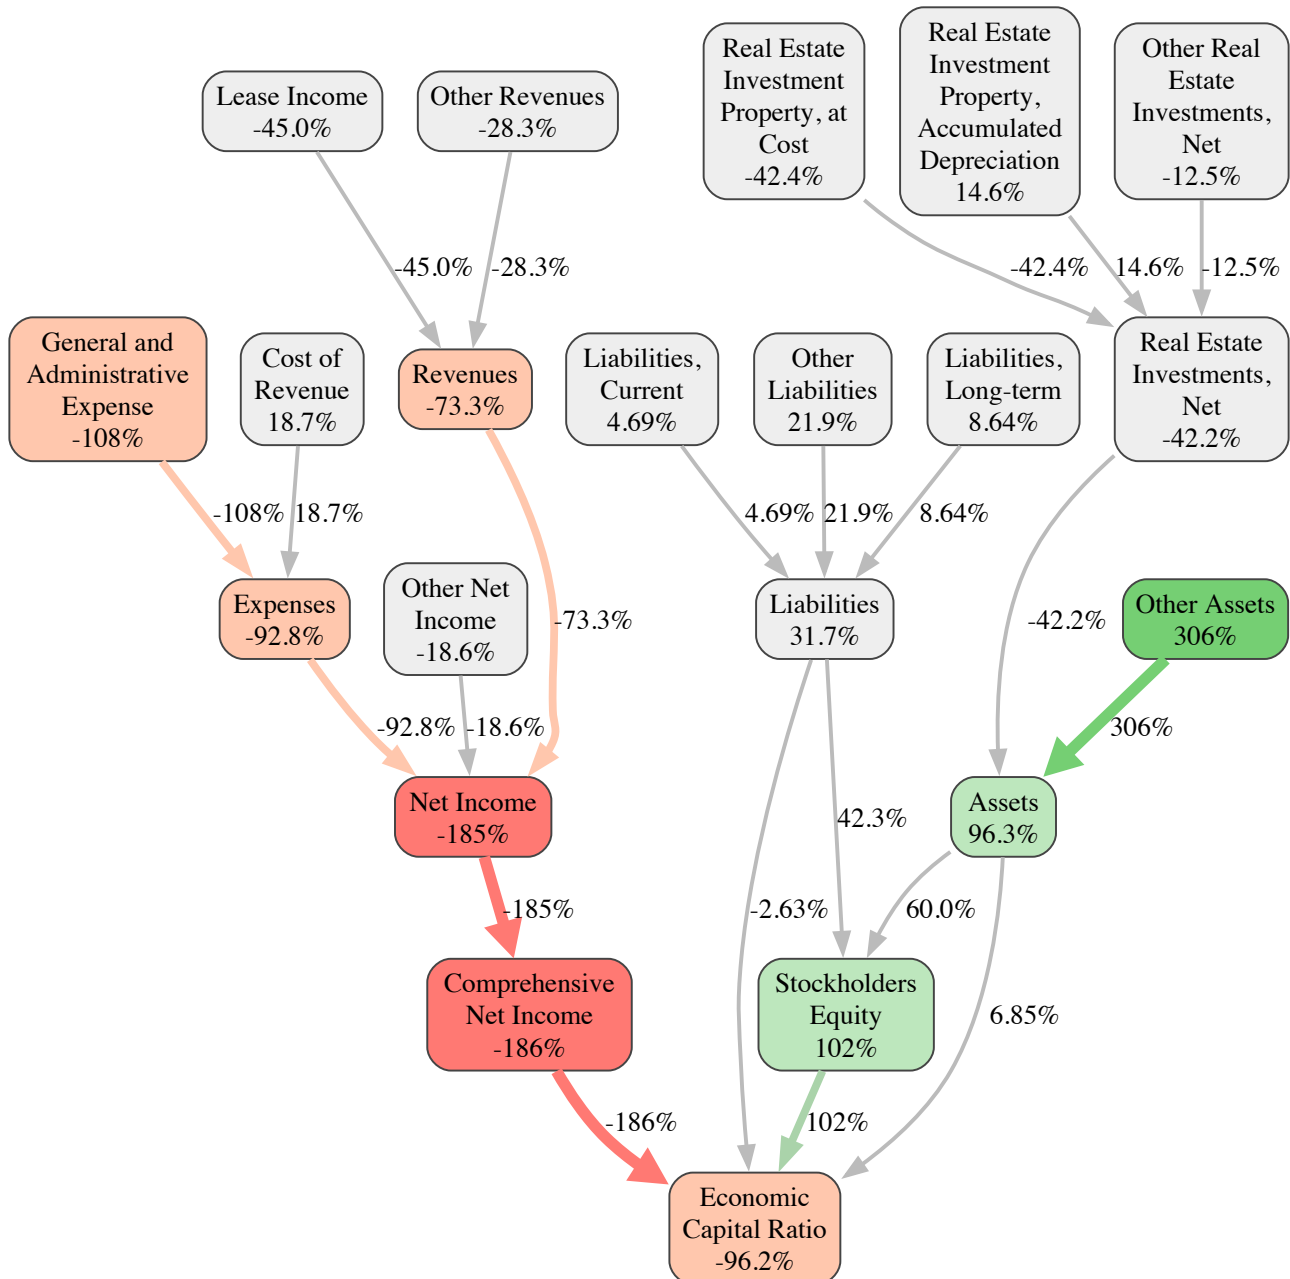 Real Estate
Investment
Property, at
Cost
-42.4%
Real Estate
Investment
Property,
Accumulated
Depreciation
14.6%
Other Real
Estate
Investments,
Net
-12.5%
Lease Income
-45.0%
Other Revenues
-28.3%
-45.0%
-28.3%
-42.4%
14.6%
-12.5%
General and
Administrative
Expense
-108%
Cost of
Revenue
18.7%
Revenues
-73.3%
Liabilities,
Current
4.69%
Other
Liabilities
21.9%
Liabilities,
Long-term
8.64%
Real Estate
Investments,
Net
-42.2%
-108%
18.7%
4.69%
21.9%
8.64%
Expenses
-92.8%
Other Net
Income
-18.6%
-73.3%
Liabilities
31.7%
-42.2%
Other Assets
306%
-92.8%
-18.6%
306%
Net Income
-185%
42.3%
Assets
96.3%
-185%
-2.63%
60.0%
Comprehensive
Net Income
-186%
Stockholders
Equity
102%
6.85%
-186%
102%
Economic
Capital Ratio
-96.2%